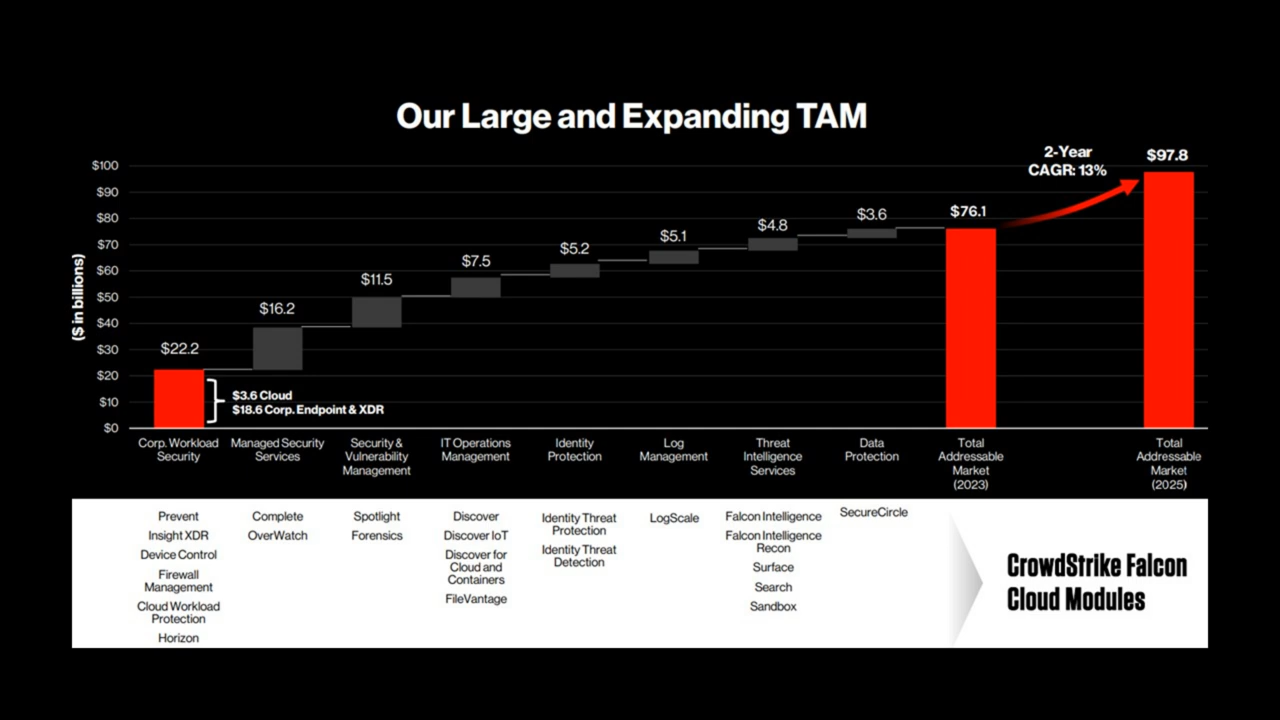 Our Large and Expanding TAM
2-Year
CAGR: 13%
$97.8
$100
$90
$80
$70
$60
$50
$40
$30
$20
$10
$0
($ in billions)
$22.2
$16.2
$11.5
$7.5
$5.2
$5.1
$4.8
$3.6
$76.1
$3.6 Cloud
$18.6 Corp. Endpoint & XDR
Corp. Workload
Security
Managed Security
Services
Security &
Vulnerability
Management
IT Operations
Management
Identity
Protection
Log
Management
Threat
Intelligence
Services
Data
Protection
Total
Addressable
Market
(2023)
Total
Addressable
Market
(2025)
Prevent
Insight XDR
Device Control
Firewall
Management
Cloud Workload
Protection
Horizon
Complete
OverWatch
Spotlight
Forensics
Discover
Discover IoT
Discover for
Cloud and
Containers
FileVantage
Identity Threat
Protection
Identity Threat
Detection
LogScale
Falcon Intelligence
Falcon Intelligence
Recon
Surface
Search
Sandbox
SecureCircle
CrowdStrike Falcon
Cloud Modules